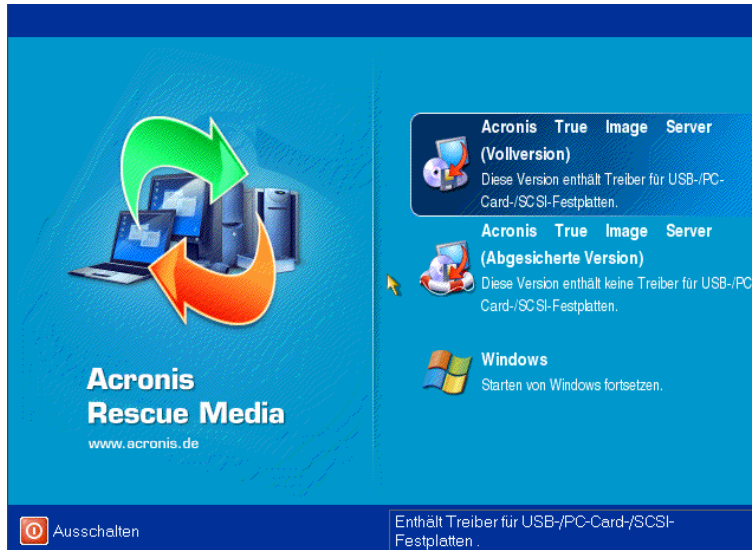 Acronis True Image Server
(Vollversion)
Diese Version enthält Treiber für USB-/PC-
Card-/SCSI-Festplatten.
Acronis True Image Server
(Abgesicherte Version)
Diese Version enthält keine Treiber für USB-/PC
Card-/SCSI-Festplatten.
Windows
Starten von Windows fortsetzen.
Acronis
Rescue Media
www.acronis.de
Ausschalten
Enthält Treiber für USB-/PC-Card-/SCSI-
Festplatten .